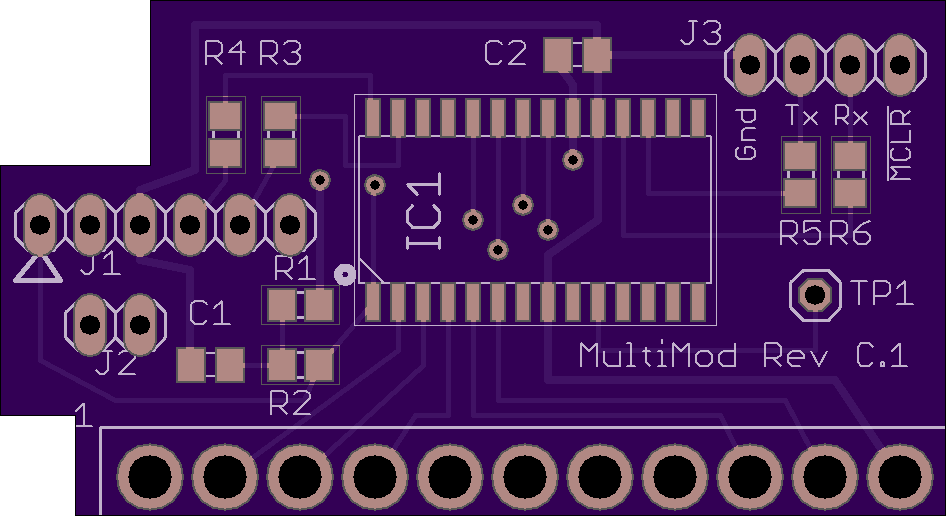 R4 R3
C2
J3
Gnd
Tx
Rx
MCLR
IC1
R5 R6
J1
R1
TP1
C1
J2
MultiMod Rev C.1
R2
1